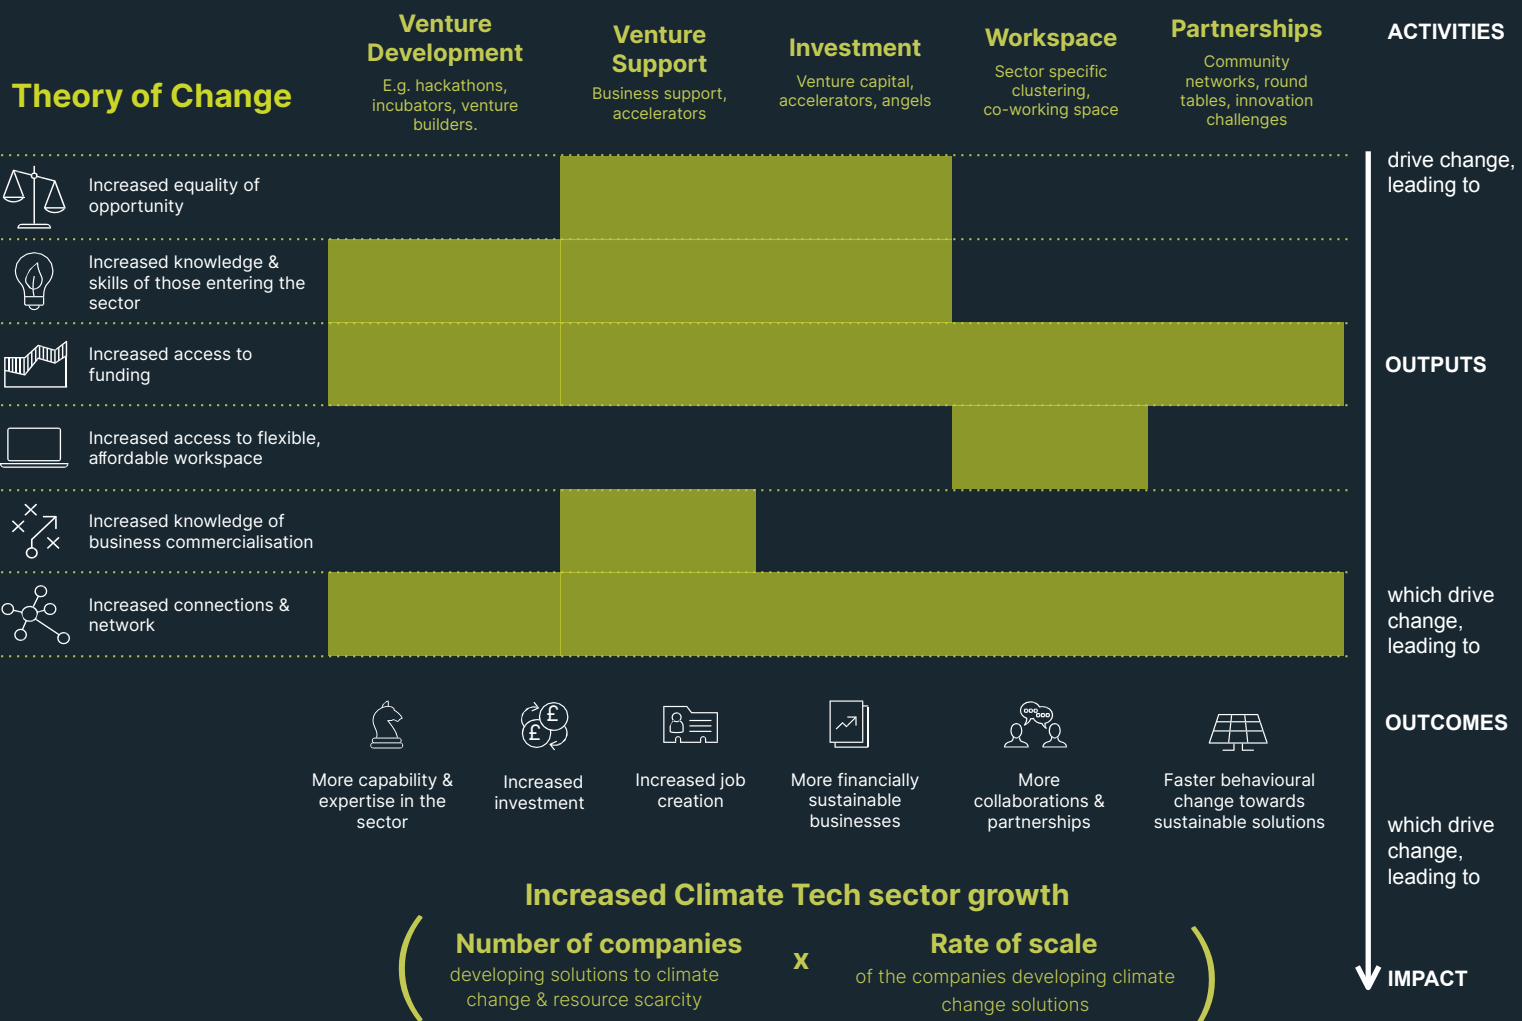 Theory of Change
Venture
Development
E.g. hackathons,
incubators, venture
builders.
Venture
Support
Business support,
accelerators
Investment
Venture capital,
accelerators, angels
Workspace
Sector specific
clustering,
co-working space
Partnerships
Community
networks, round
tables, innovation
challenges
ACTIVITIES
drive change,
leading to
Increased equality of
opportunity
Increased knowledge &
skills of those entering the
sector
Increased access to
funding
OUTPUTS
Increased access to flexible,
affordable workspace
Increased knowledge of
business commercialisation
Increased connections &
network
which drive
change,
leading to
££
OUTCOMES
More capability &
expertise in the
sector
Increased
investment
Increased job
creation
More financially
sustainable
businesses
More
collaborations &
partnerships
Faster behavioural
change towards
sustainable solutions
which drive
change,
leading to
Increased Climate Tech sector growth
Number of companies
developing solutions to climate
change & resource scarcity
x
Rate of scale
of the companies developing climate
change solutions
IMPACT